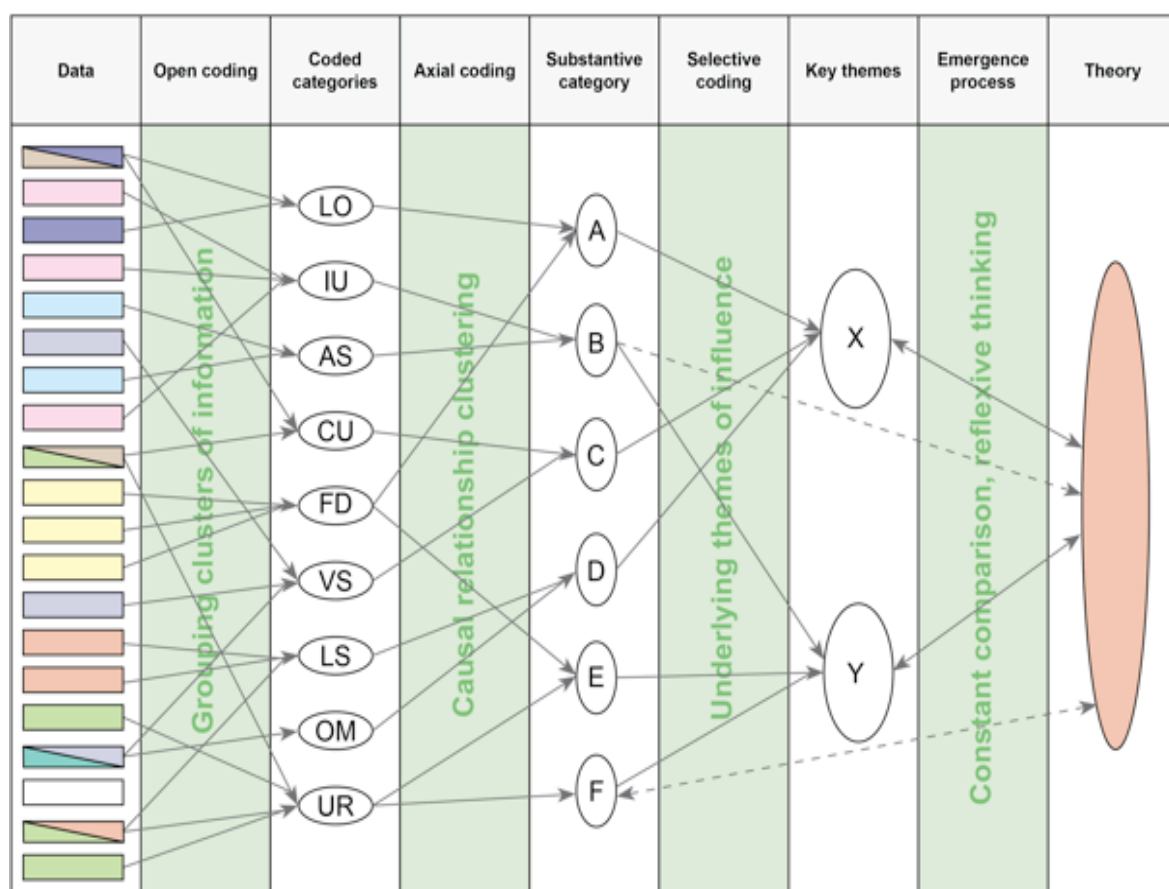 Data
Open coding
Coded
categories
Axial coding
Substantive
category
Selective
coding
Key themes
Emergence
process
Theory
Grouping clusters of information
LO
IU
AS
CU
FD
VS
LS
OM
UR
Causal relationship clustering
A
B
C
D
E
F
Underlying themes of influence
X
Y
Constant comparison, reflexive thinking